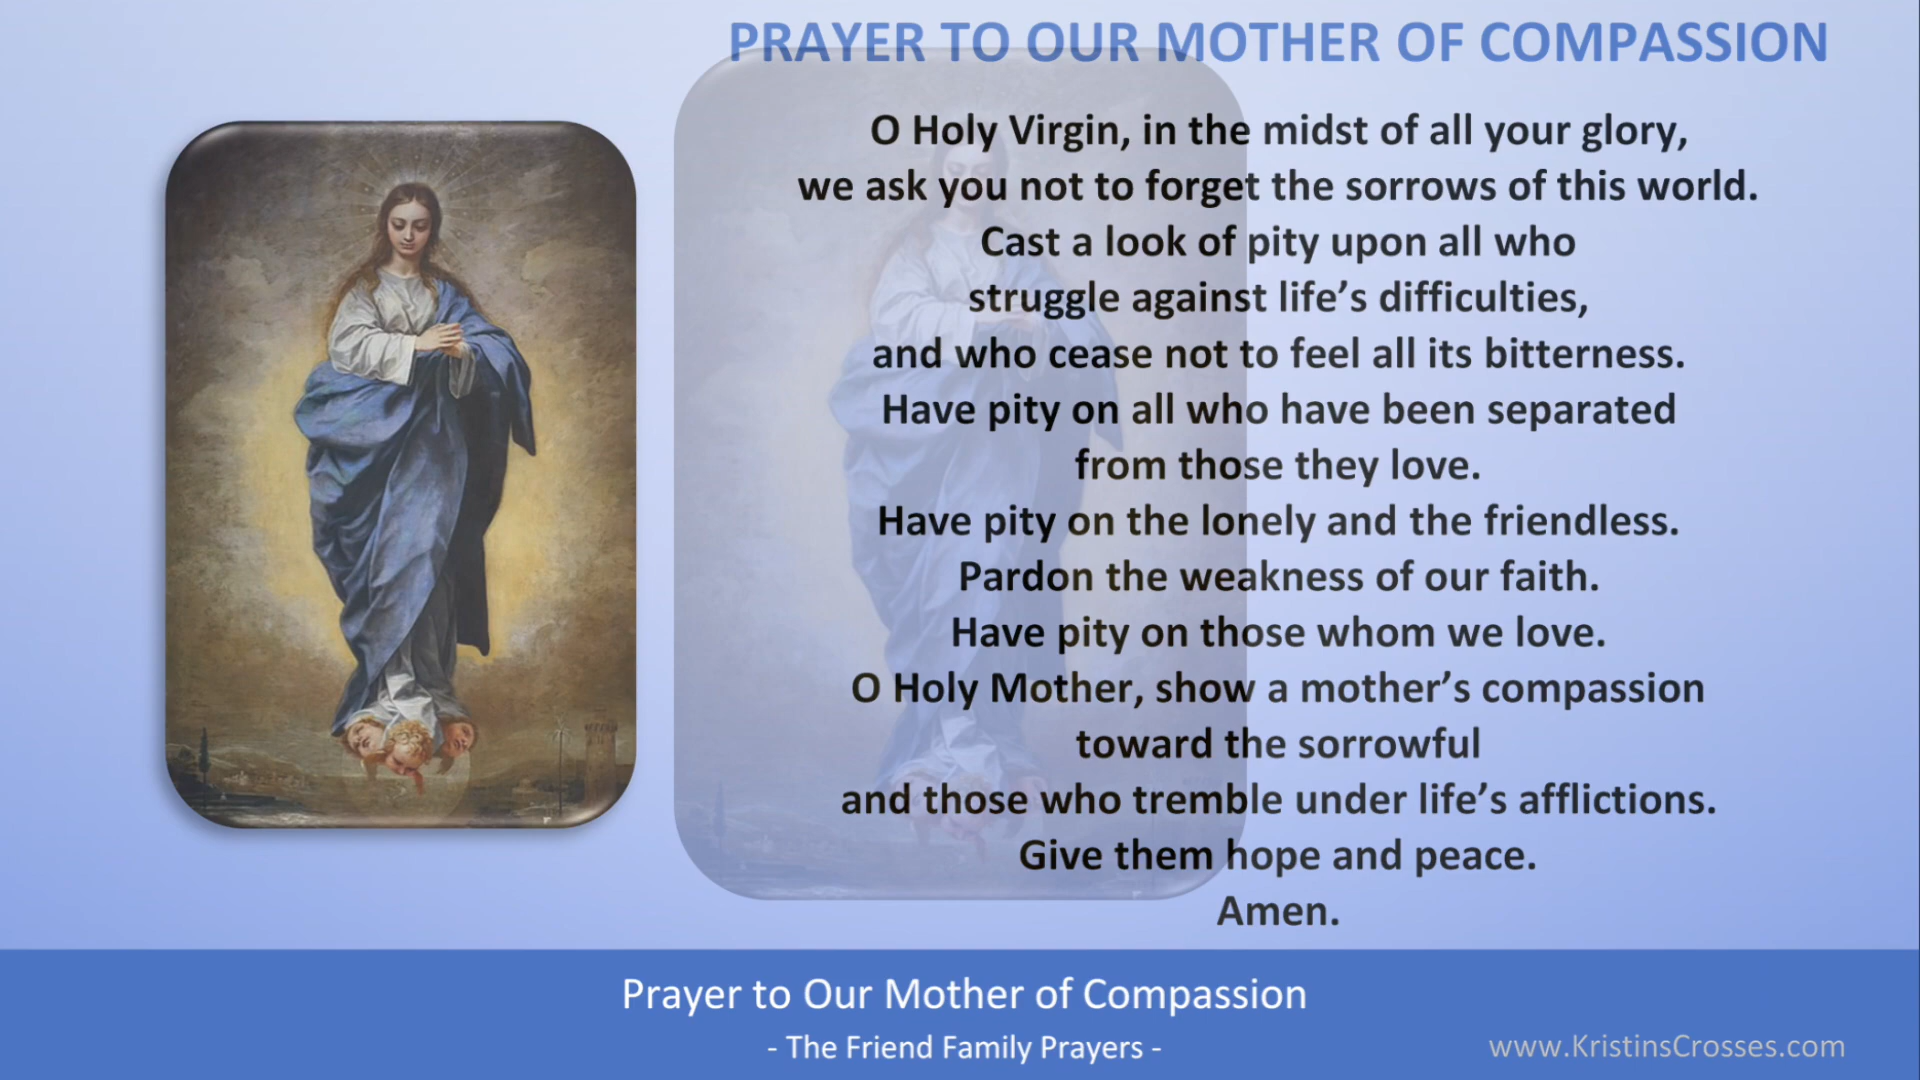 PRAYER TO OUR MOTHER OF COMPASSION
O Holy Virgin, in the midst of all your glory,
we ask you not to forget the sorrows of this world.
Cast a look of pity upon all who
struggle against life’s difficulties,
and who cease not to feel all its bitterness.
Have pity on all who have been separated
from those they love.
Have pity on the lonely and the friendless.
Pardon the weakness of our faith.
Have pity on those whom we love.
O Holy Mother, show a mother’s compassion
toward the sorrowful
and those who tremble under life’s afflictions.
Give them hope and peace.
Amen.
Prayer to Our Mother of Compassion
- The Friend Family Prayers -
www.KristinsCrosses.com